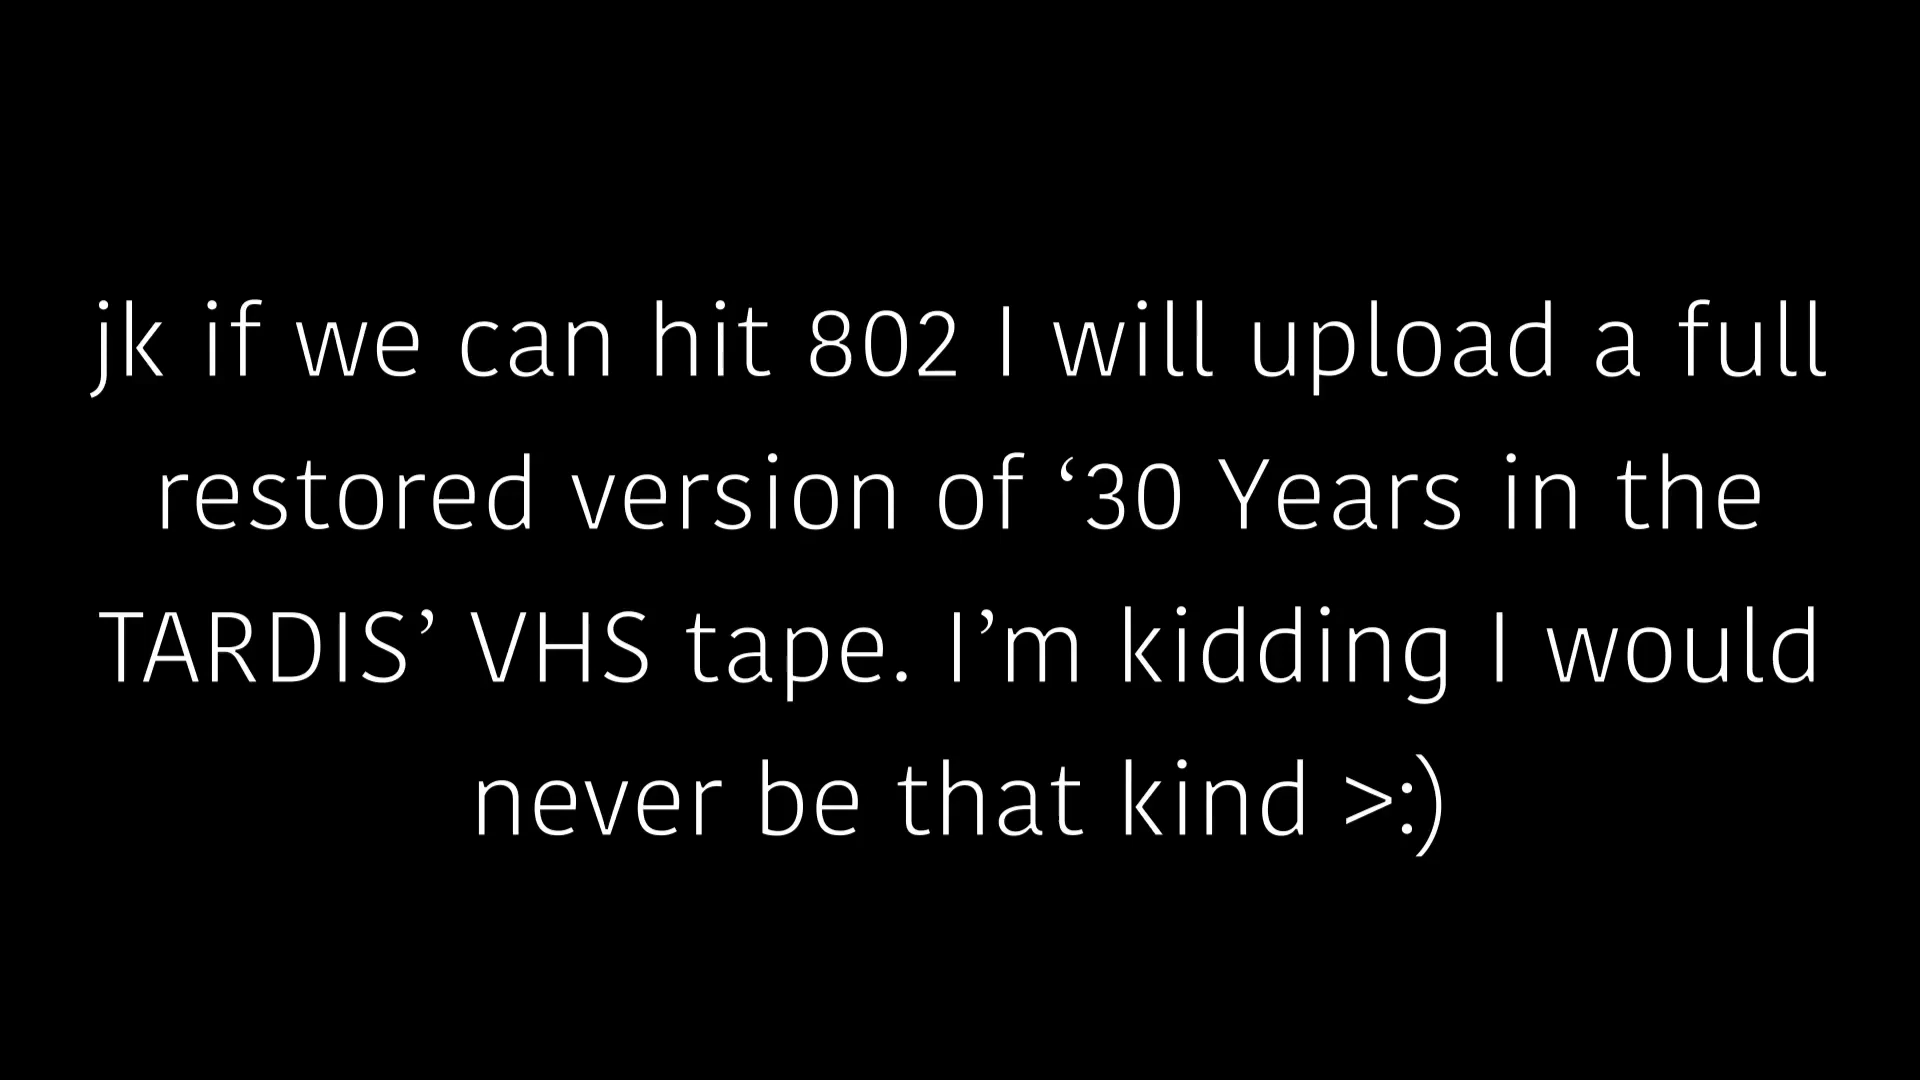 jk if we can hit 802 I will upload a full
restored version of ‘30 Years in the
TARDIS’ VHS tape. I’m kidding I would
never be that kind >:)